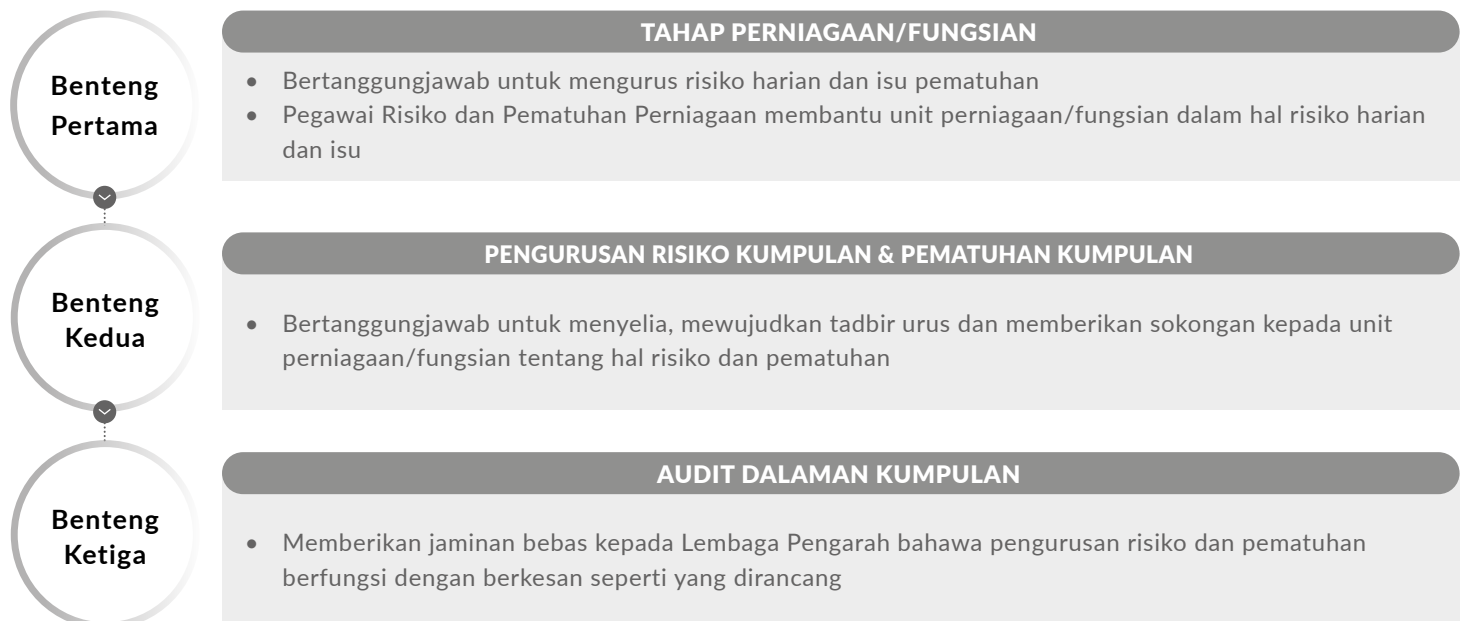 Benteng
Pertama
TAHAP PERNIAGAAN/FUNGSIAN
• Bertanggungjawab untuk mengurus risiko harian dan isu pematuhan
• Pegawai Risiko dan Pematuhan Perniagaan membantu unit perniagaan/fungsian dalam hal risiko harian
dan isu
Benteng
Kedua
PENGURUSAN RISIKO KUMPULAN & PEMATUHAN KUMPULAN
• Bertanggungjawab untuk menyelia, mewujudkan tadbir urus dan memberikan sokongan kepada unit
perniagaan/fungsian tentang hal risiko dan pematuhan
Benteng
Ketiga
AUDIT DALAMAN KUMPULAN
• Memberikan jaminan bebas kepada Lembaga Pengarah bahawa pengurusan risiko dan pematuhan
berfungsi dengan berkesan seperti yang dirancang